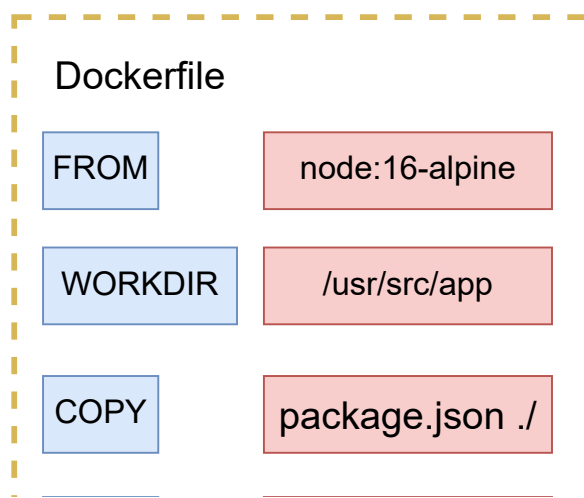 Dockerfile
FROM node:16-alpine
WORKDIR /usr/src/app
COPY package.json ./